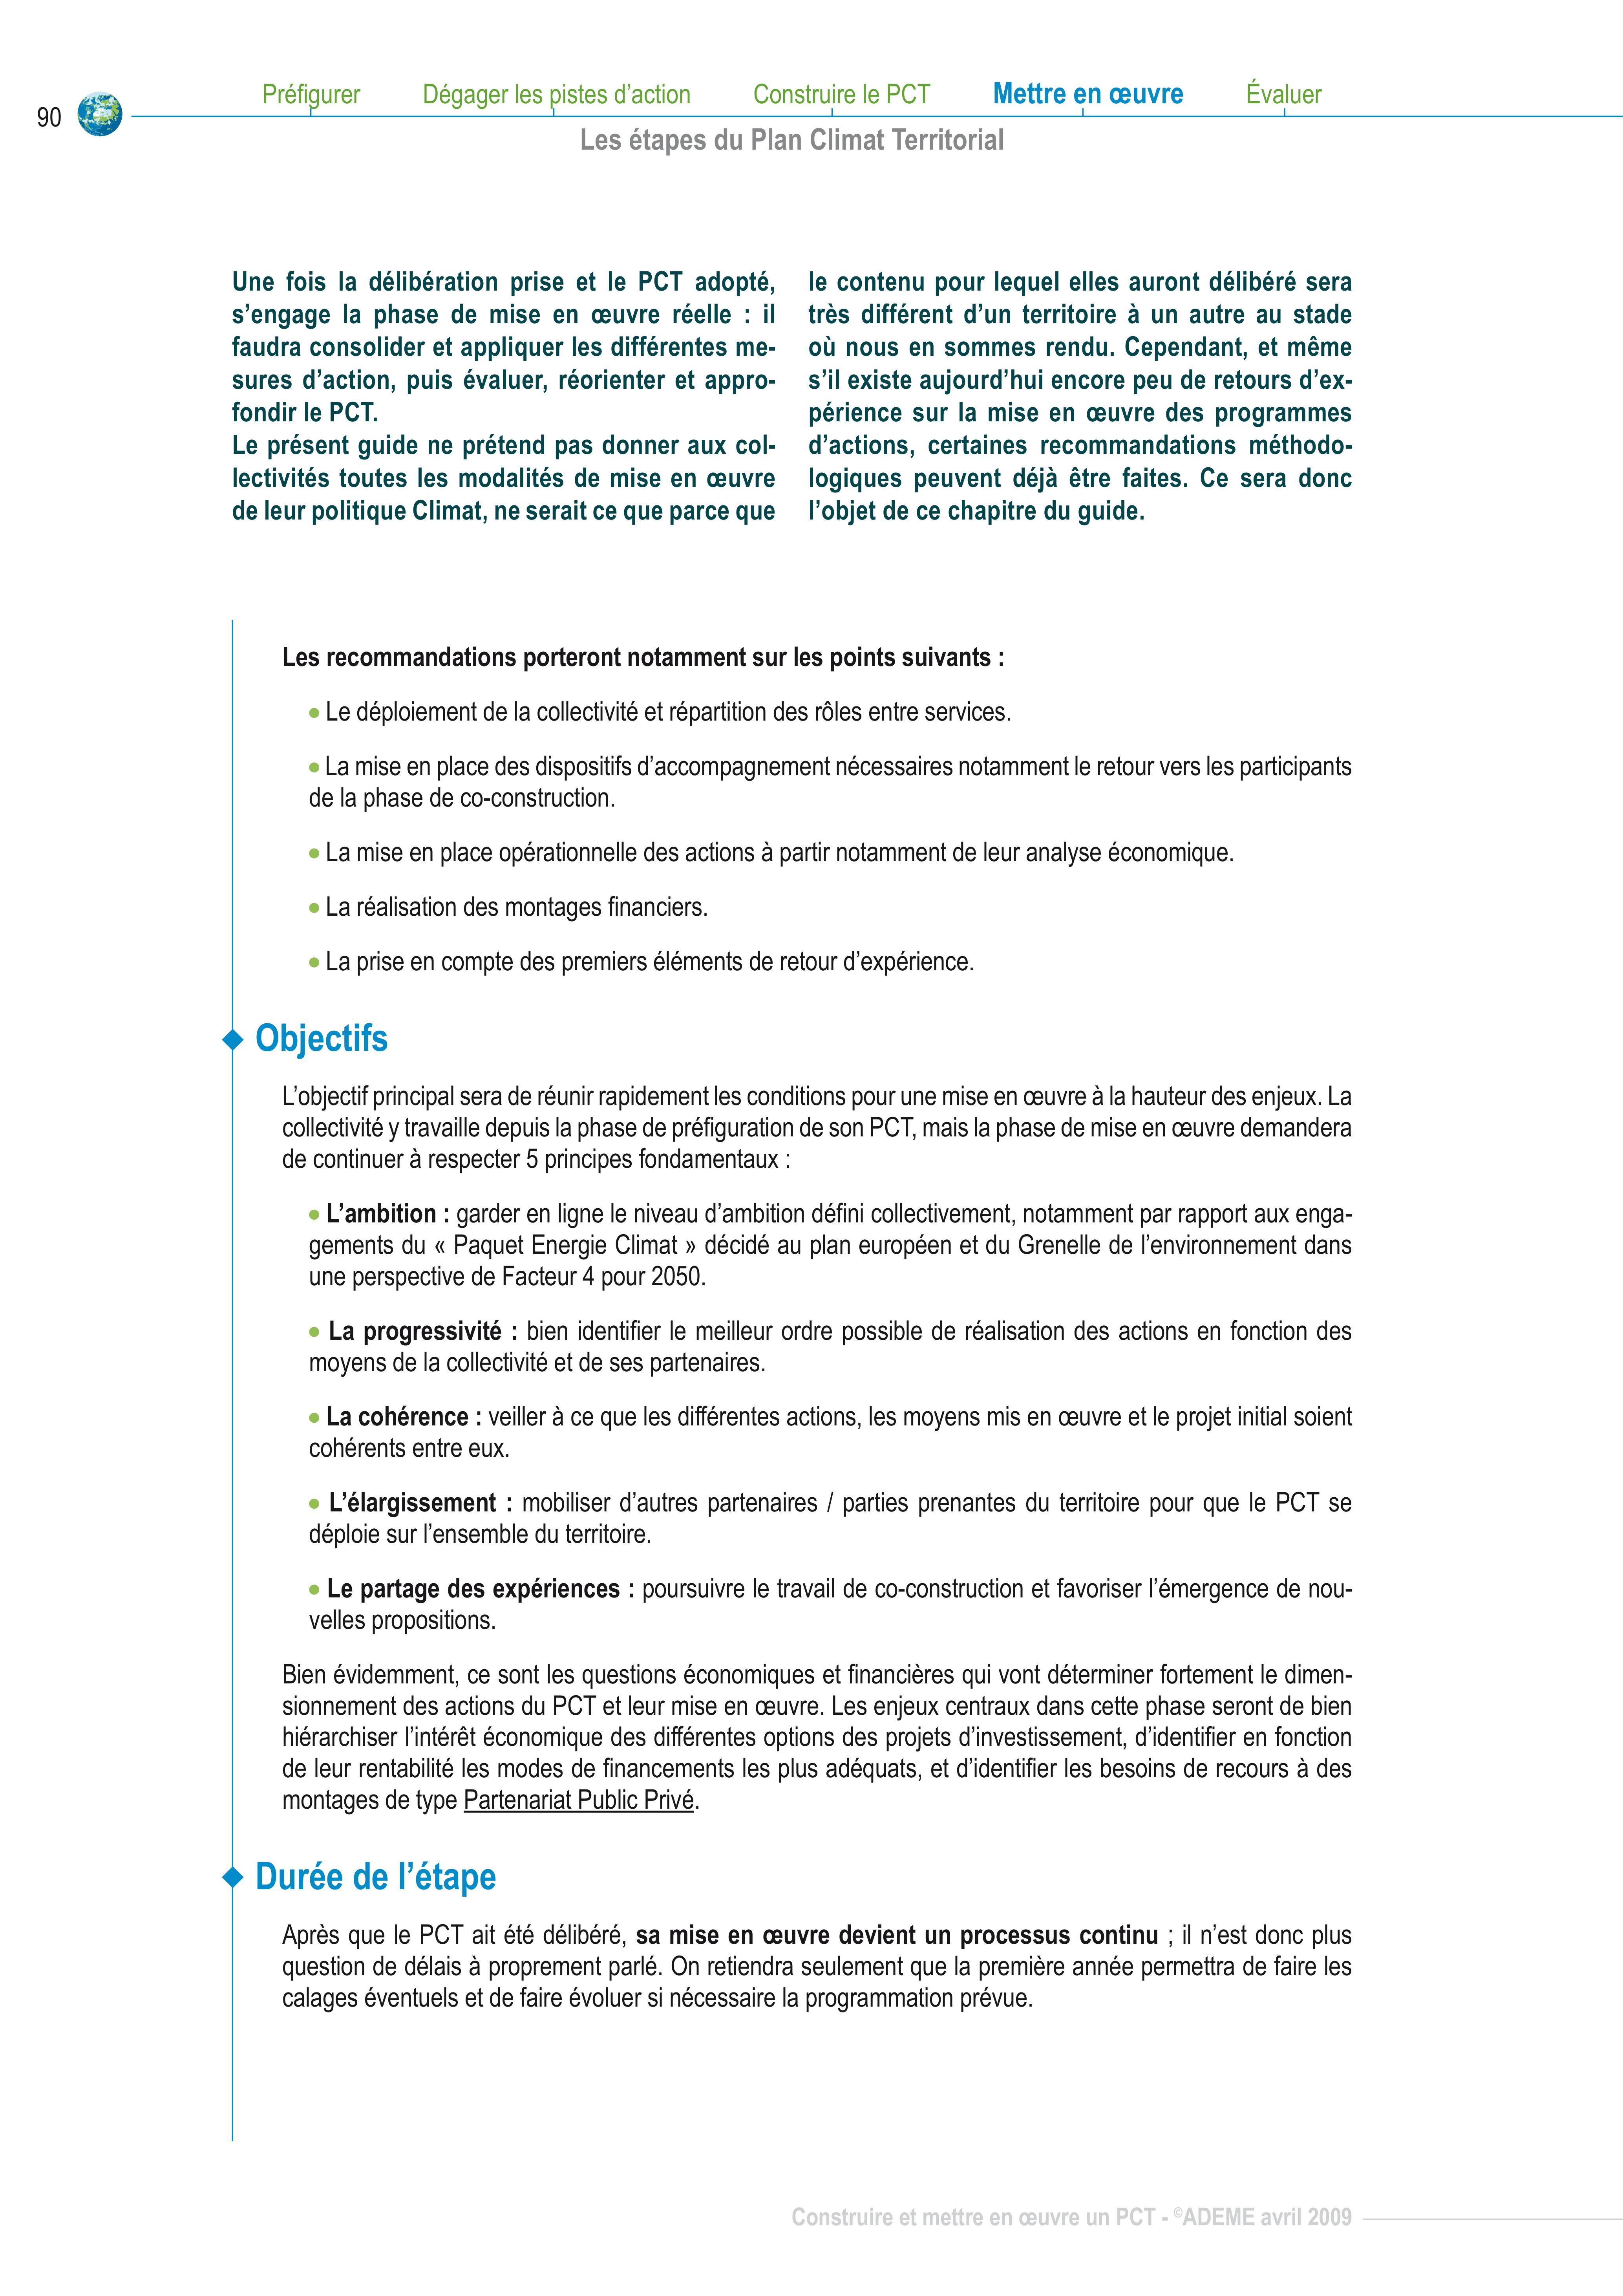 90
Préfigurer Dégager les pistes d’action Construire le PCT Mettre en œuvre Évaluer
Les étapes du Plan Climat Territorial
Une fois la délibération prise et le PCT adopté,
s’engage la phase de mise en œuvre réelle : il
faudra consolider et appliquer les différentes me-
sures d’action, puis évaluer, réorienter et appro-
fondir le PCT.
Le présent guide ne prétend pas donner aux col-
lectivités toutes les modalités de mise en œuvre
de leur politique Climat, ne serait ce que parce que
le contenu pour lequel elles auront délibéré sera
très différent d’un territoire à un autre au stade
où nous en sommes rendu. Cependant, et même
s’il existe aujourd’hui encore peu de retours d’ex-
périence sur la mise en œuvre des programmes
d’actions, certaines recommandations méthodo-
logiques peuvent déjà être faites. Ce sera donc
l’objet de ce chapitre du guide.
Les recommandations porteront notamment sur les points suivants :
● Le déploiement de la collectivité et répartition des rôles entre services.
● La mise en place des dispositifs d’accompagnement nécessaires notamment le retour vers les participants
de la phase de co-construction.
● La mise en place opérationnelle des actions à partir notamment de leur analyse économique.
● La réalisation des montages financiers.
● La prise en compte des premiers éléments de retour d’expérience.
Objectifs
L’objectif principal sera de réunir rapidement les conditions pour une mise en œuvre à la hauteur des enjeux. La
collectivité y travaille depuis la phase de préfiguration de son PCT, mais la phase de mise en œuvre demandera
de continuer à respecter 5 principes fondamentaux :
● L’ambition : garder en ligne le niveau d’ambition défini collectivement, notamment par rapport aux enga-
gements du « Paquet Energie Climat » décidé au plan européen et du Grenelle de l’environnement dans
une perspective de Facteur 4 pour 2050.
● La progressivité : bien identifier le meilleur ordre possible de réalisation des actions en fonction des
moyens de la collectivité et de ses partenaires.
● La cohérence : veiller à ce que les différentes actions, les moyens mis en œuvre et le projet initial soient
cohérents entre eux.
● L’élargissement : mobiliser d’autres partenaires / parties prenantes du territoire pour que le PCT se
déploie sur l’ensemble du territoire.
● Le partage des expériences : poursuivre le travail de co-construction et favoriser l’émergence de nou-
velles propositions.
Bien évidemment, ce sont les questions économiques et financières qui vont déterminer fortement le dimen-
sionnement des actions du PCT et leur mise en œuvre. Les enjeux centraux dans cette phase seront de bien
hiérarchiser l’intérêt économique des différentes options des projets d’investissement, d’identifier en fonction
de leur rentabilité les modes de financements les plus adéquats, et d’identifier les besoins de recours à des
montages de type Partenariat Public Privé.
Durée de l’étape
Après que le PCT ait été délibéré, sa mise en œuvre devient un processus continu ; il n’est donc plus
question de délais à proprement parlé. On retiendra seulement que la première année permettra de faire les
calages éventuels et de faire évoluer si nécessaire la programmation prévue.
Construire et mettre en œuvre un PCT - ©ADEME avril 2009